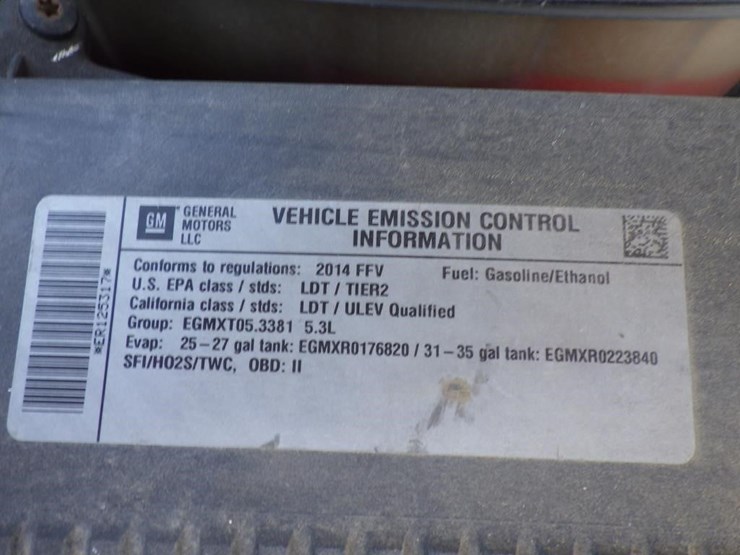 GM
GENERAL
MOTORS
LLC
VEHICLE EMISSION CONTROL
INFORMATION
Conforms to regulations: 2014 FFV Fuel: Gasoline/Ethanol
U.S. EPA class / stds: LDT / TIER2
California class / stds: LDT / ULEV Qualified
Group: EGMXT05.3381 5.3L
Evap: 25–27 gal tank: EGMXR0176820 / 31–35 gal tank: EGMXR0223840
SFI/HO2S/TWC, OBD: II
*ER125317*